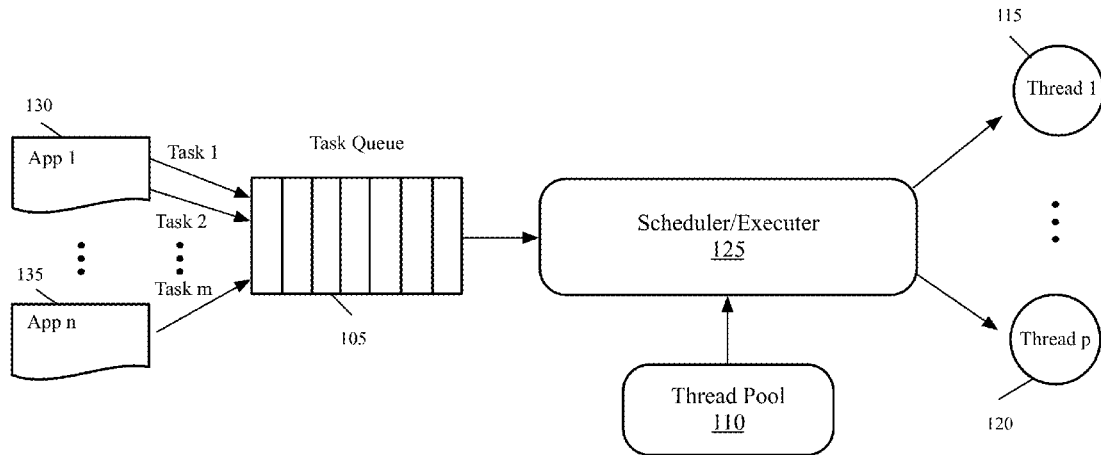 115
Thread 1
130
App 1
Task 1
Task Queue
Task 2
Scheduler/Executer
125
135
App n
Task m
105
Thread p
Thread Pool
110
120